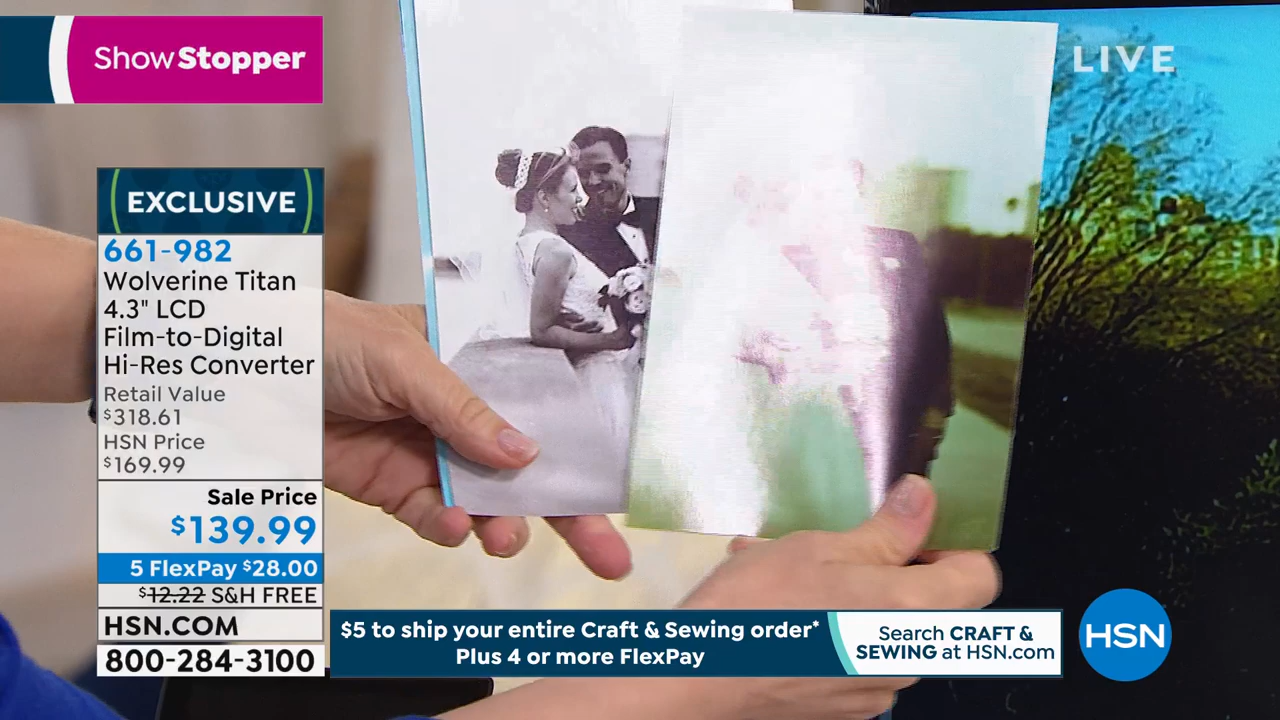 Show Stopper
LIVE
EXCLUSIVE
661-982
Wolverine Titan
4.3" LCD
Film-to-Digital
Hi-Res Converter
Retail Value
$318.61
HSN Price
$169.99
Sale Price
$139.99
5 FlexPay $28.00
$12.22 S&H FREE
HSN.COM
800-284-3100
$5 to ship your entire Craft & Sewing order*
Plus 4 or more FlexPay
Search CRAFT &
SEWING at HSN.com
HSN